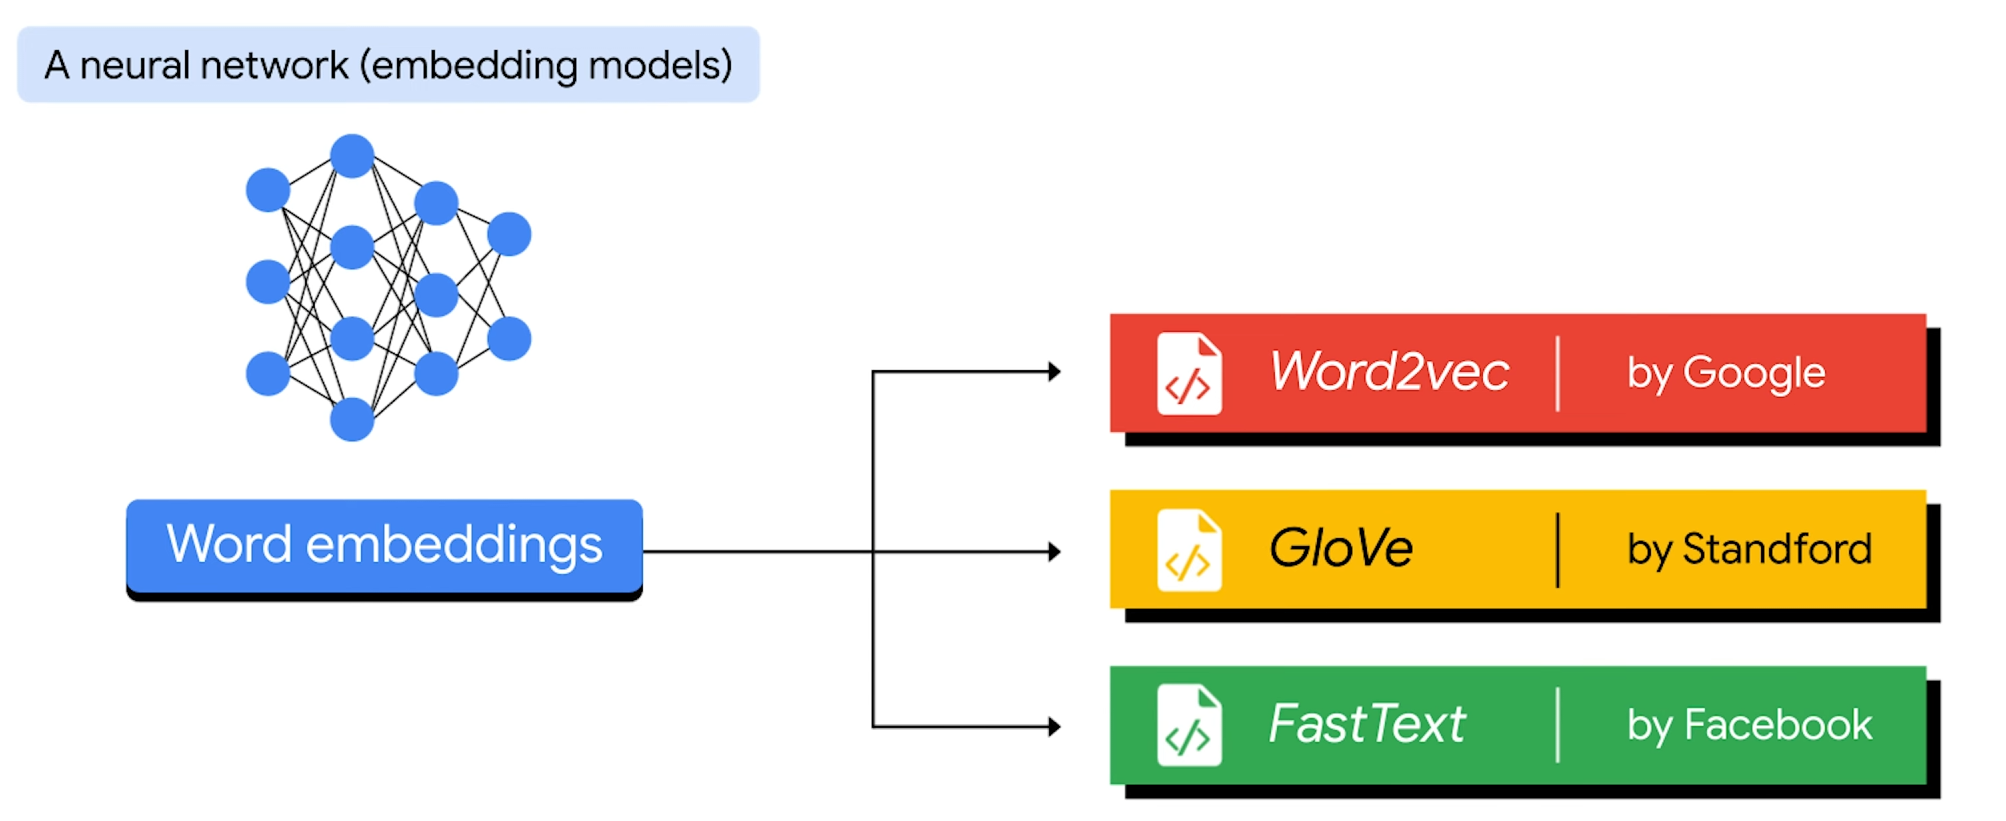 A neural network (embedding models)
Word embeddings
</> Word2vec | by Google
</> GloVe | by Standford
</> FastText | by Facebook